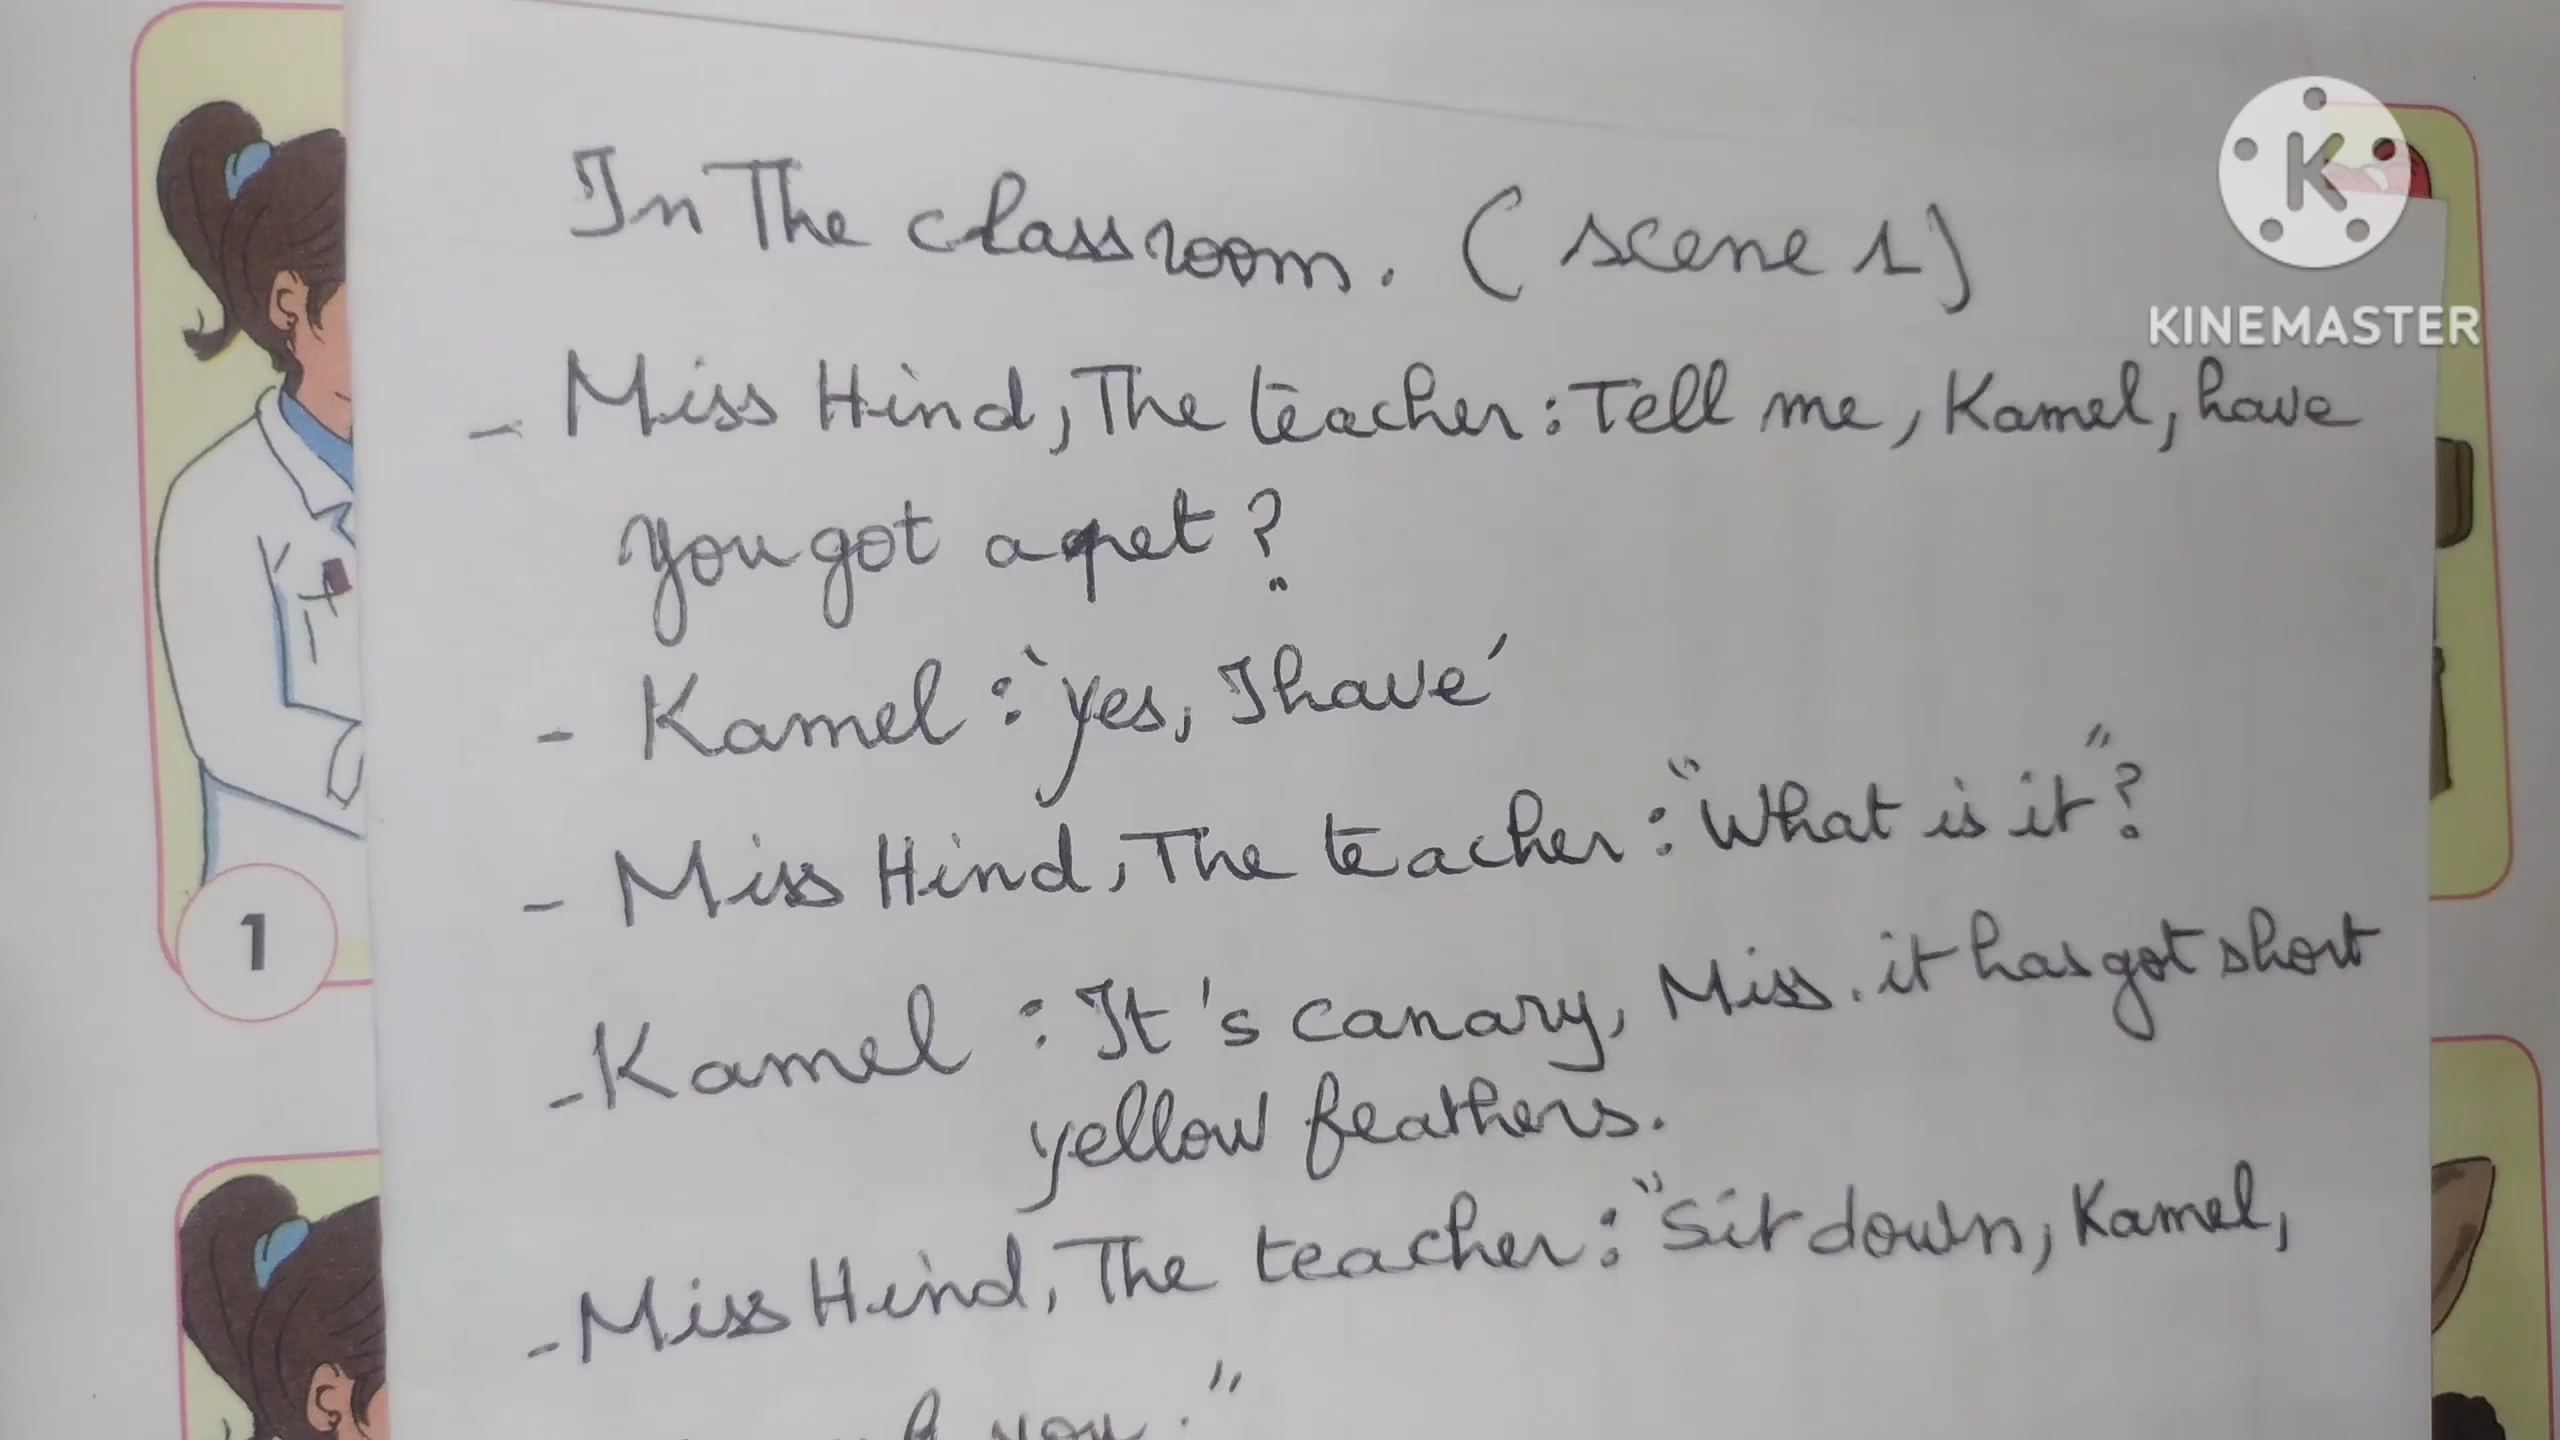 In The classroom. (scene 1)
KINEMASTER
- Miss Hind, The teacher: Tell me, Kamel, have
you got a pet?
- Kamel: 'yes, I have'
- Miss Hind, The teacher: "What is it"?
- Kamel: It's canary, Miss. it has got short
yellow feathers.
- Miss Hind, The teacher: "Sit down, Kamel,
you."
1